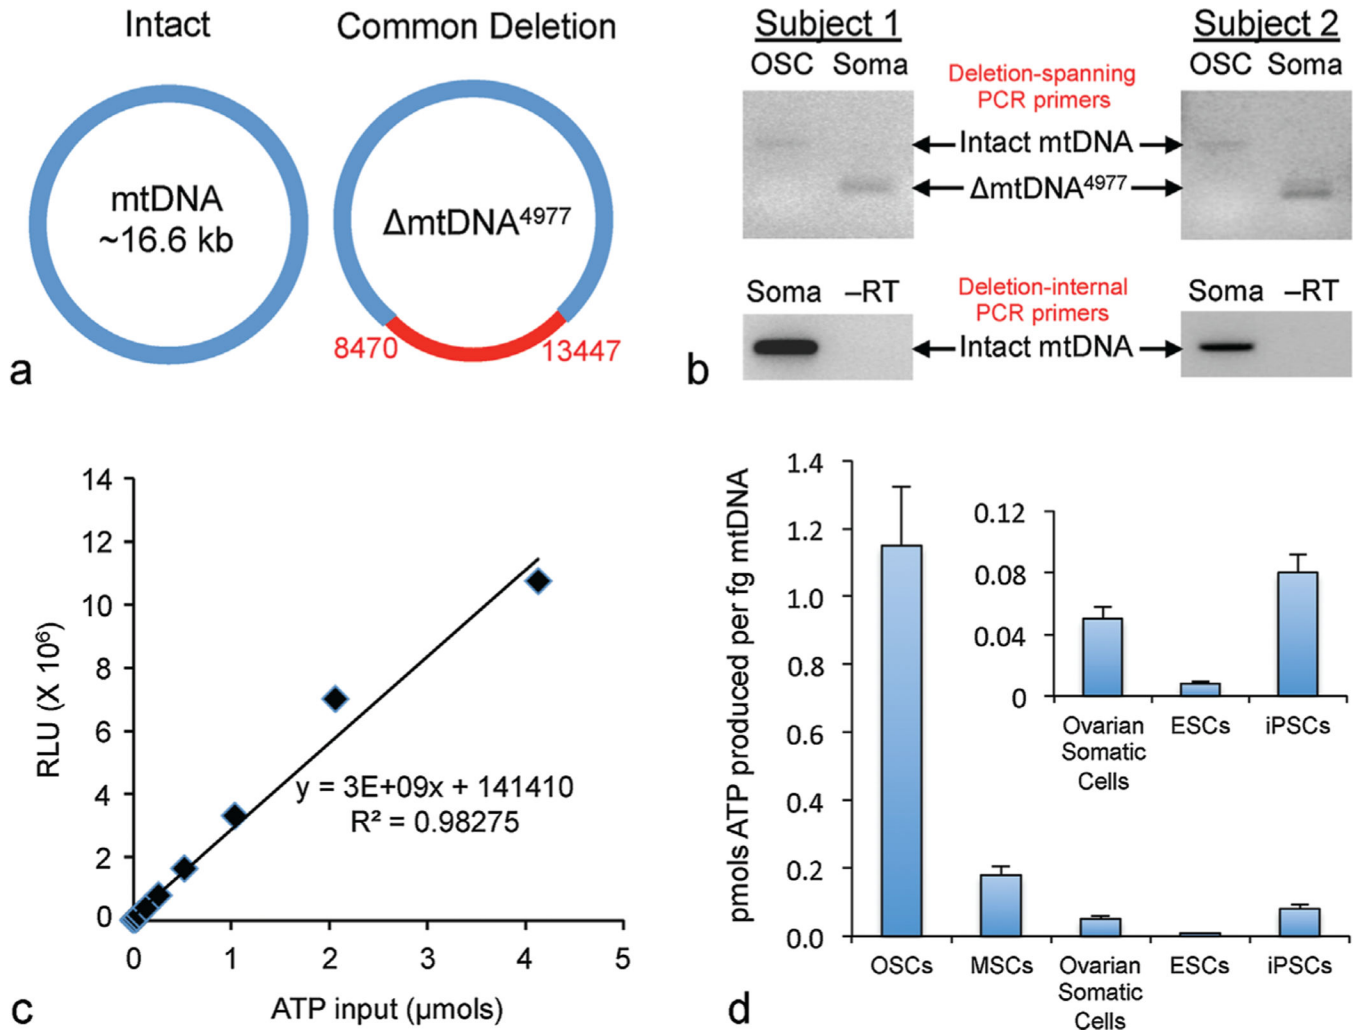 Intact
Common Deletion
mtDNA
~16.6 kb
ΔmtDNA⁴⁹⁷⁷
8470
13447
a
Subject 1
OSC Soma
Subject 2
OSC Soma
Deletion-spanning
PCR primers
Intact mtDNA
ΔmtDNA⁴⁹⁷⁷
Soma –RT
Soma –RT
Deletion-internal
PCR primers
Intact mtDNA
b
14
12
10
8
6
4
2
0
RLU (X 10⁶)
y = 3E+09x + 141410
R² = 0.98275
0 1 2 3 4 5
ATP input (µmols)
c
pmols ATP produced per fg mtDNA
1.4
1.2
1.0
0.8
0.6
0.4
0.2
0.0
OSCs
MSCs
Ovarian
Somatic
Cells
ESCs
iPSCs
0.12
0.08
0.04
0
Ovarian
Somatic
Cells
ESCs
iPSCs
d